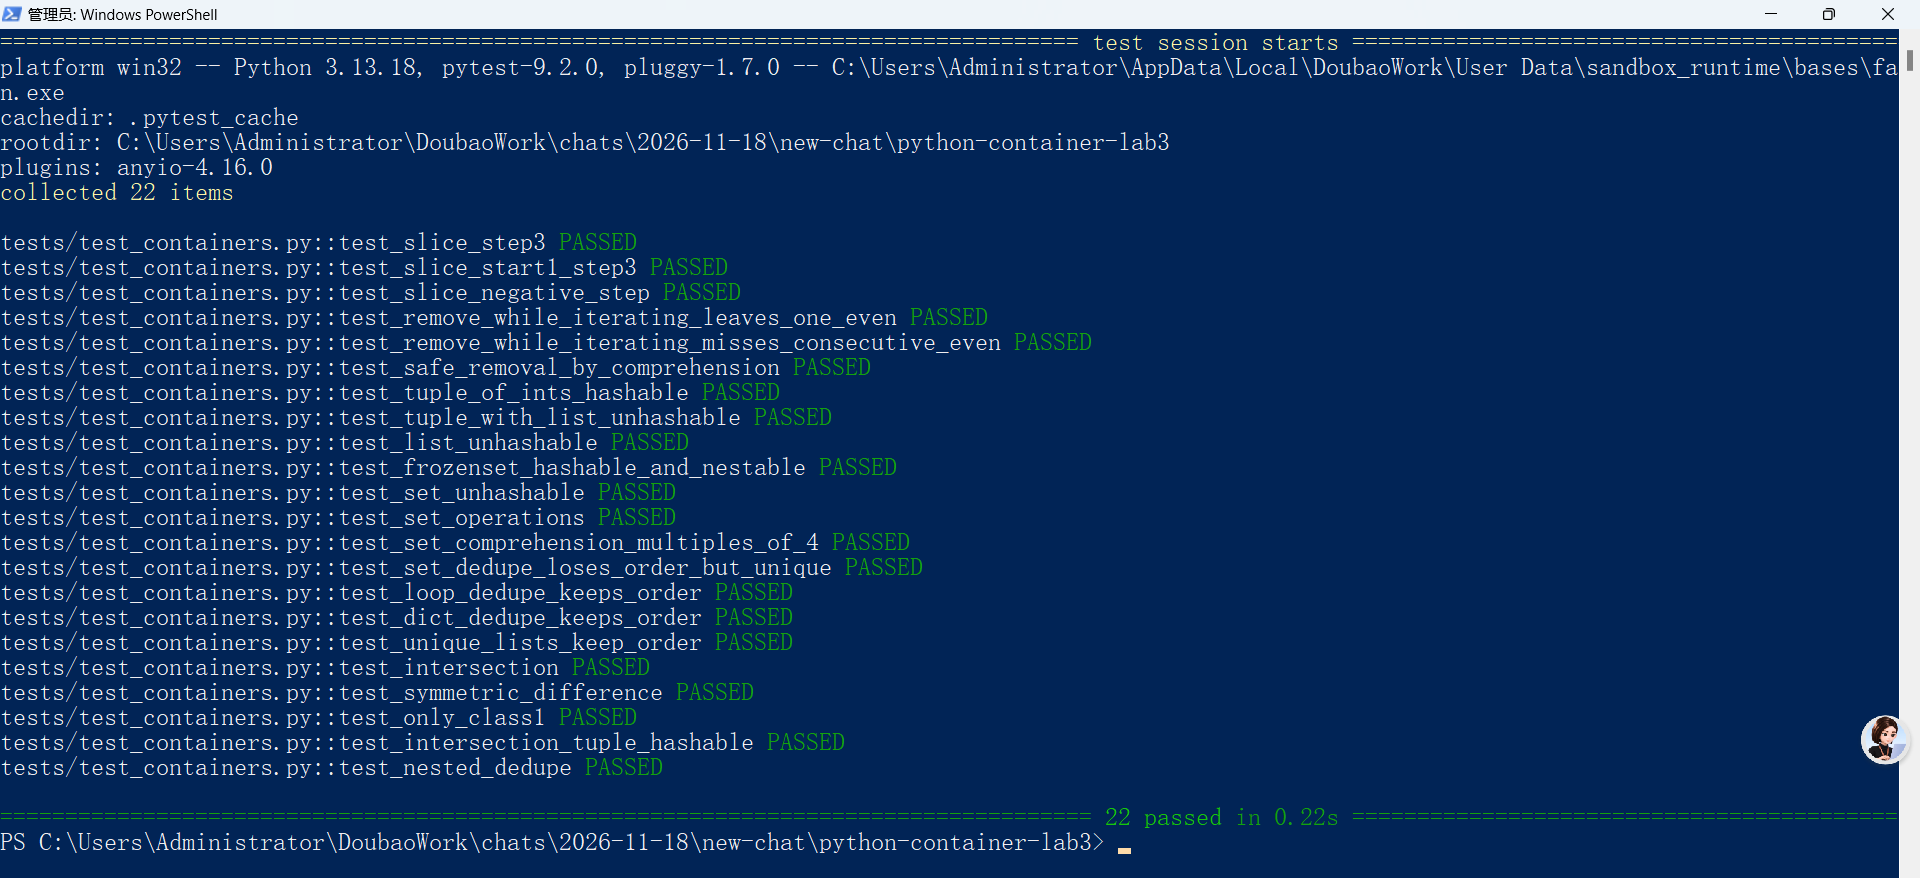 管理员: Windows PowerShell
=================================================================================== test session starts ==========================================
platform win32 -- Python 3.13.18, pytest-9.2.0, pluggy-1.7.0 -- C:\Users\Administrator\AppData\Local\DoubaoWork\User Data\sandbox_runtime\bases\fa
n.exe
cachedir: .pytest_cache
rootdir: C:\Users\Administrator\DoubaoWork\chats\2026-11-18\new-chat\python-container-lab3
plugins: anyio-4.16.0
collected 22 items
tests/test_containers.py::test_slice_step3 PASSED
tests/test_containers.py::test_slice_start1_step3 PASSED
tests/test_containers.py::test_slice_negative_step PASSED
tests/test_containers.py::test_remove_while_iterating_leaves_one_even PASSED
tests/test_containers.py::test_remove_while_iterating_misses_consecutive_even PASSED
tests/test_containers.py::test_safe_removal_by_comprehension PASSED
tests/test_containers.py::test_tuple_of_ints_hashable PASSED
tests/test_containers.py::test_tuple_with_list_unhashable PASSED
tests/test_containers.py::test_list_unhashable PASSED
tests/test_containers.py::test_frozenset_hashable_and_nestable PASSED
tests/test_containers.py::test_set_unhashable PASSED
tests/test_containers.py::test_set_operations PASSED
tests/test_containers.py::test_set_comprehension_multiples_of_4 PASSED
tests/test_containers.py::test_set_dedupe_loses_order_but_unique PASSED
tests/test_containers.py::test_loop_dedupe_keeps_order PASSED
tests/test_containers.py::test_dict_dedupe_keeps_order PASSED
tests/test_containers.py::test_unique_lists_keep_order PASSED
tests/test_containers.py::test_intersection PASSED
tests/test_containers.py::test_symmetric_difference PASSED
tests/test_containers.py::test_only_class1 PASSED
tests/test_containers.py::test_intersection_tuple_hashable PASSED
tests/test_containers.py::test_nested_dedupe PASSED
==================================================================================== 22 passed in 0.22s ==========================================
PS C:\Users\Administrator\DoubaoWork\chats\2026-11-18\new-chat\python-container-lab3>